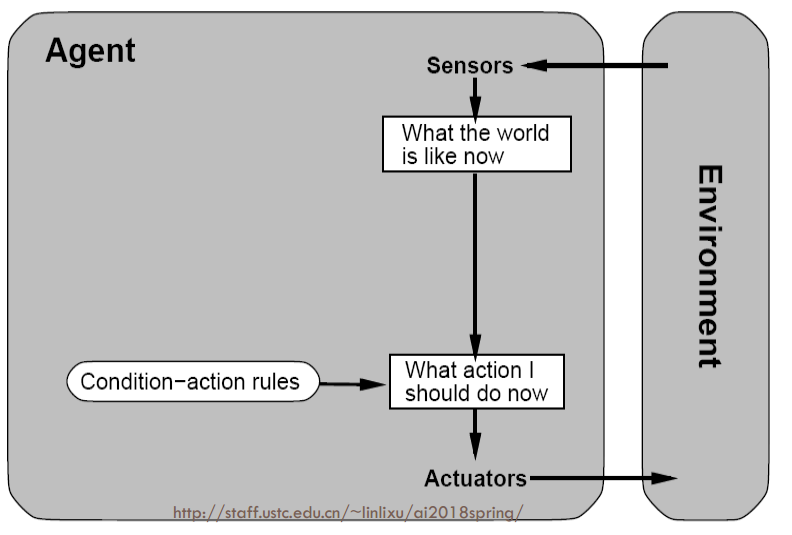 Agent
Sensors
What the world
is like now
Environment
Condition-action rules
What action I
should do now
Actuators
http://staff.ustc.edu.cn/~linlixu/ai2018spring/